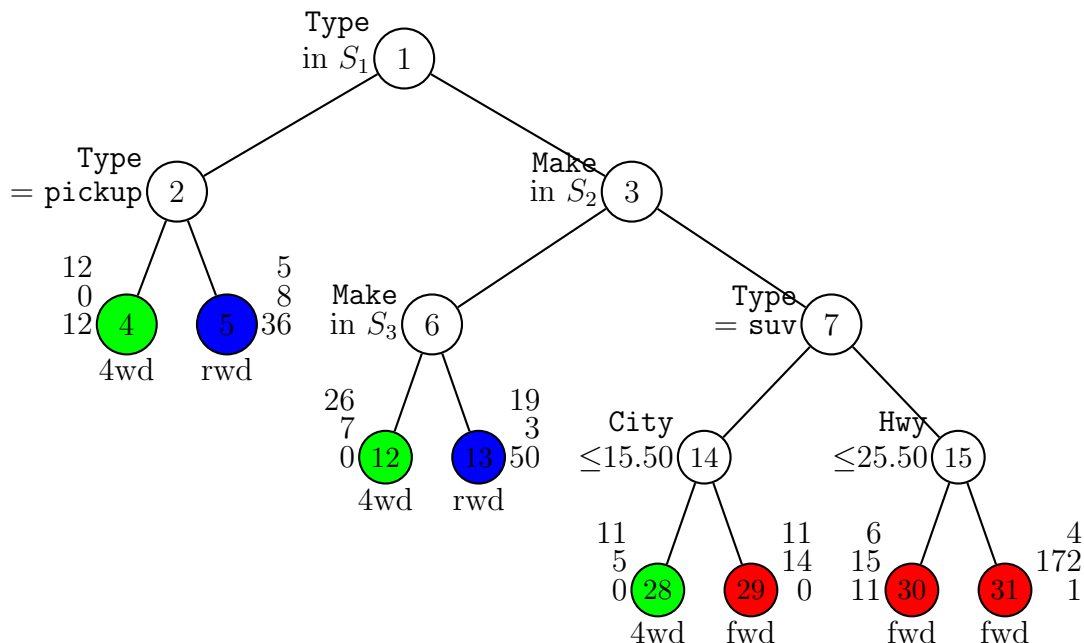 Type
in S₁ 1
Type
= pickup 2
Make
in S₂ 3
12
0
12 4
4wd
5
8
5 36
rwd
Make
in S₃ 6
Type
= suv 7
26
7
0 12
4wd
19
3
13 50
rwd
City
≤15.50 14
Hwy
≤25.50 15
11
5
0 28
4wd
11
14
29 0
fwd
6
15
11 30
fwd
4
172
31 1
fwd